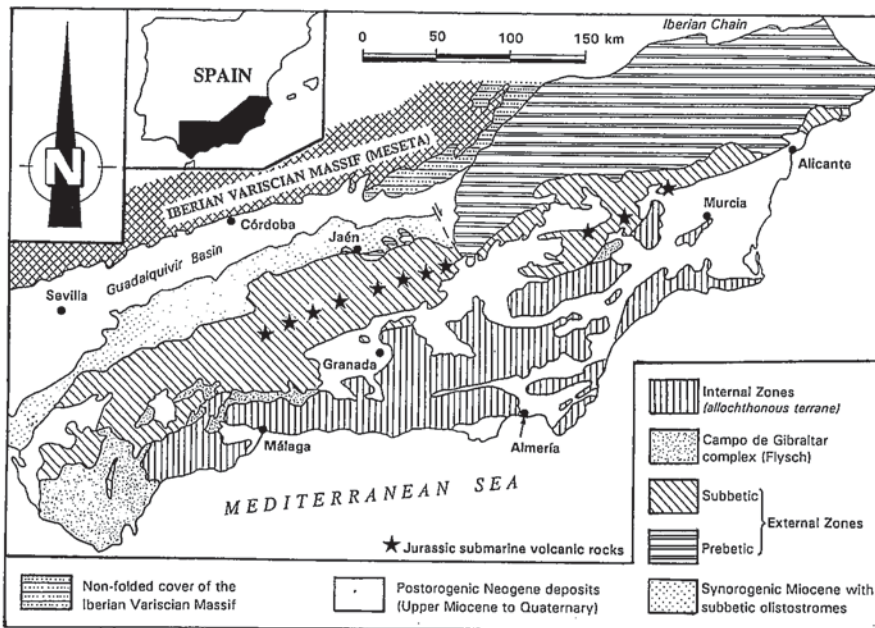 Iberian Chain
0 50 100 150 km
SPAIN
N
IBERIAN VARISCIAN MASSIF (MESETA)
Alicante
Murcia
Córdoba
Jaén
Guadalquivir Basin
Sevilla
Granada
Almería
Málaga
MEDITERRANEAN SEA
★ Jurassic submarine volcanic rocks
Internal Zones
(allochthonous terrane)
Campo de Gibraltar
complex (Flysch)
Subbetic
External Zones
Prebetic
Non-folded cover of the
Iberian Variscian Massif
Postorogenic Neogene deposits
(Upper Miocene to Quaternary)
Synorogenic Miocene with
subbetic olistostromes